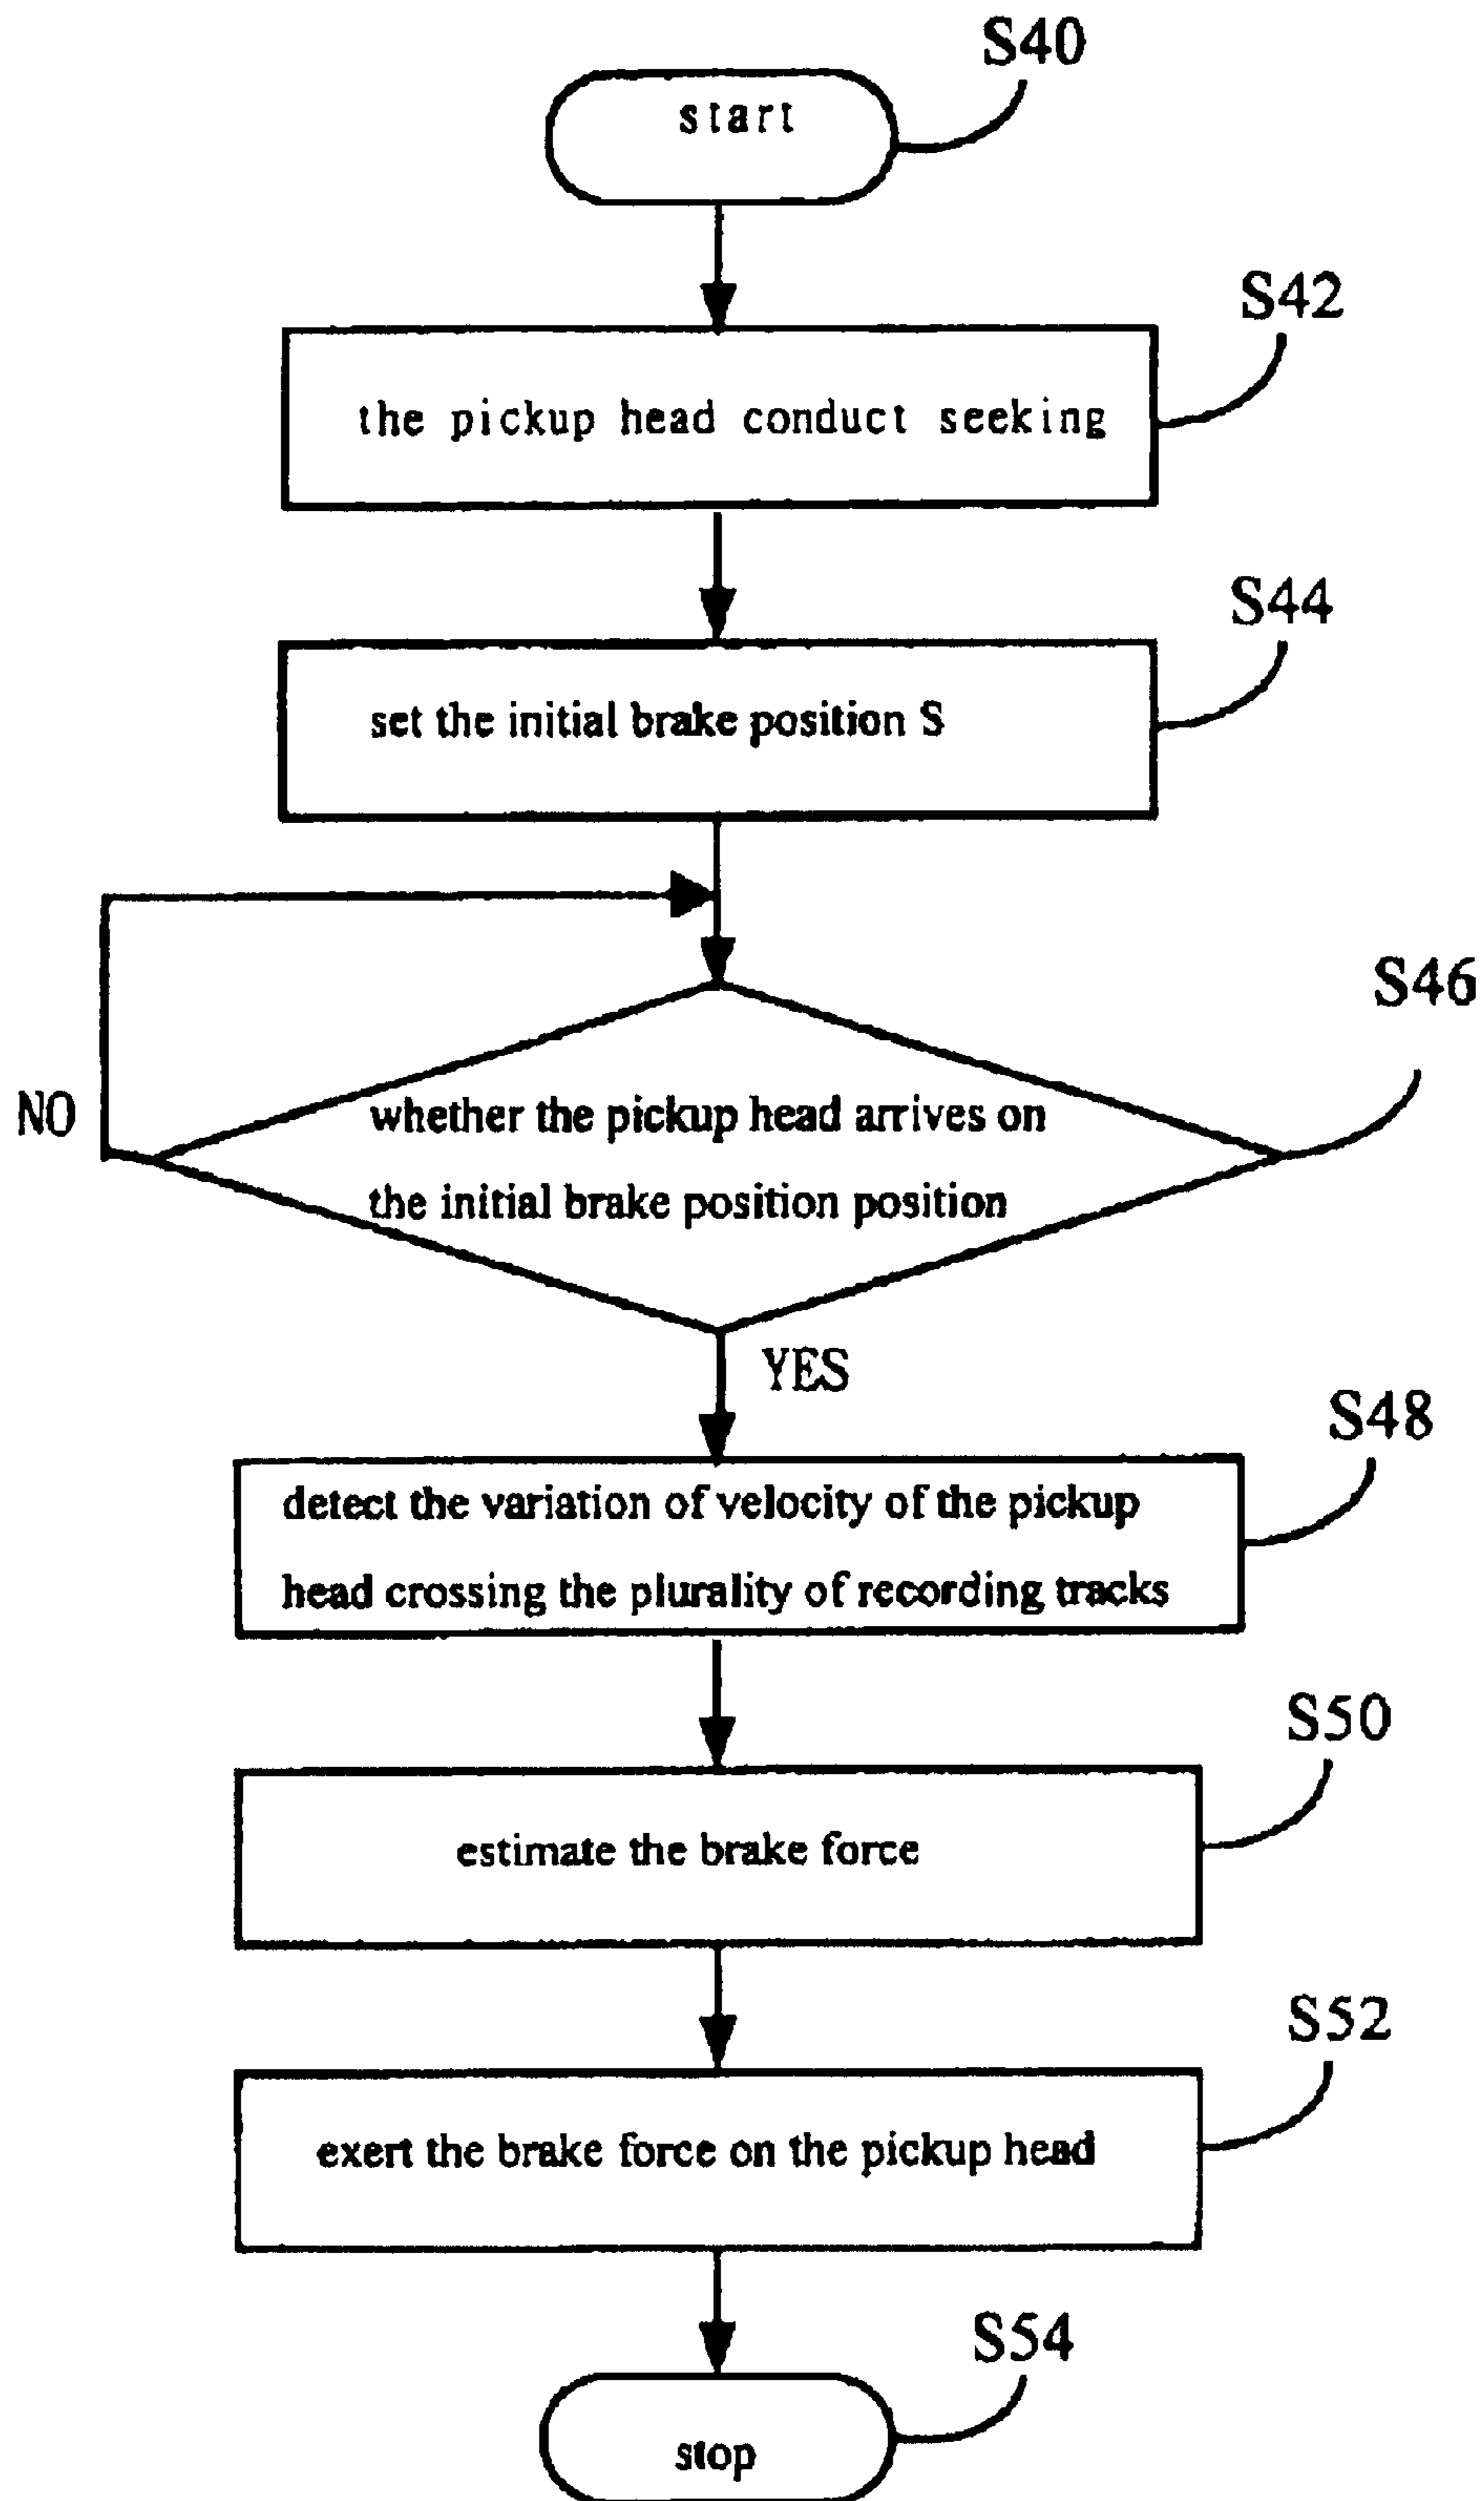 S40
start
S42
the pickup head conduct seeking
S44
set the initial brake position S
S46
NO
whether the pickup head arrives on
the initial brake position position
YES
S48
detect the variation of velocity of the pickup
head crossing the plurality of recording tracks
S50
estimate the brake force
S52
exert the brake force on the pickup head
S54
stop